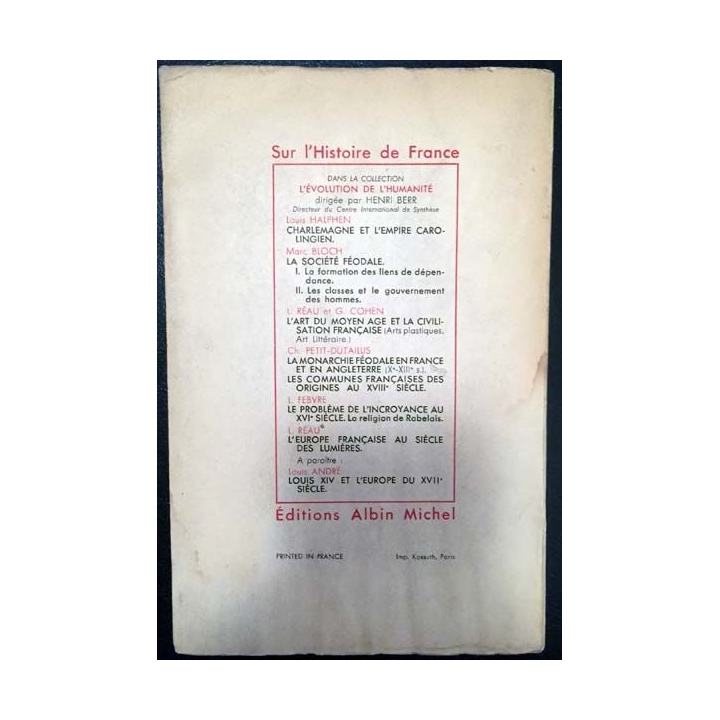 Sur l'Histoire de France
DANS LA COLLECTION
L'ÉVOLUTION DE L'HUMANITÉ
dirigée par HENRI BERR
Directeur du Centre International de Synthèse
Louis HALPHEN
CHARLEMAGNE ET L'EMPIRE CARO-
LINGIEN.
Marc BLOCH
LA SOCIÉTÉ FÉODALE.
I. La formation des liens de dépen-
dance.
II. Les classes et le gouvernement
des hommes.
L. RÉAU et G. COHEN
L'ART DU MOYEN AGE ET LA CIVILI-
SATION FRANÇAISE (Arts plastiques,
Art Littéraire.)
Ch. PETIT-DUTAILLIS
LA MONARCHIE FÉODALE EN FRANCE
ET EN ANGLETERRE (Xe-XIIIe s.).
LES COMMUNES FRANÇAISES DES
ORIGINES AU XVIIIe SIÈCLE.
L. FEBVRE
LE PROBLÈME DE L'INCROYANCE AU
XVIe SIÈCLE. La religion de Rabelais.
L. RÉAU
L'EUROPE FRANÇAISE AU SIÈCLE
DES LUMIÈRES.
A paraître :
Louis ANDRÉ
LOUIS XIV ET L'EUROPE DU XVIIe
SIÈCLE.
Éditions Albin Michel
PRINTED IN FRANCE
Imp. Kossuth, Paris